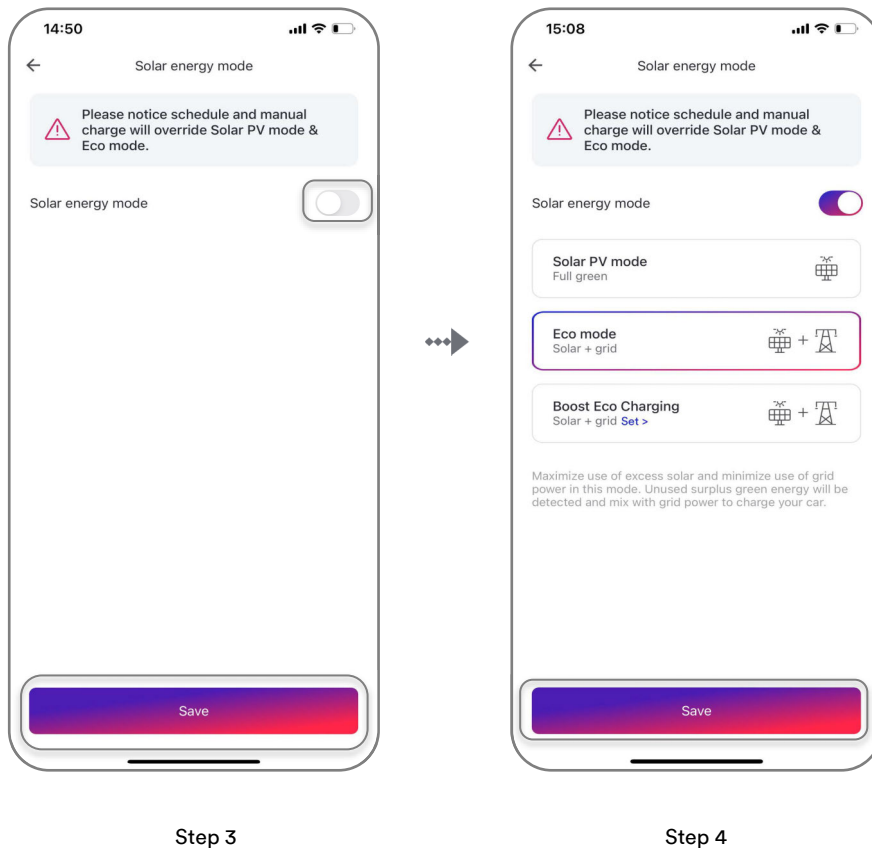 14:50
Solar energy mode
Please notice schedule and manual
charge will override Solar PV mode &
Eco mode.
Solar energy mode
Save
Step 3
15:08
Solar energy mode
Please notice schedule and manual
charge will override Solar PV mode &
Eco mode.
Solar energy mode
Solar PV mode
Full green
Eco mode
Solar + grid
+
Boost Eco Charging
Solar + grid Set >
+
Maximize use of excess solar and minimize use of grid
power in this mode. Unused surplus green energy will be
detected and mix with grid power to charge your car.
Save
Step 4